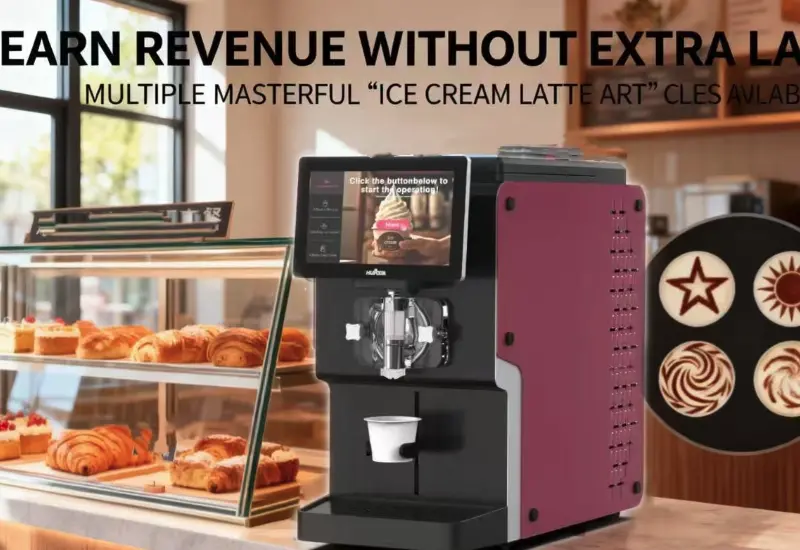 EARN REVENUE WITHOUT EXTRA LA
MULTIPLE MASTERFUL “ICE CREAM LATTE ART” CLES AVLAB
Click the buttonbelow to
start the operation!